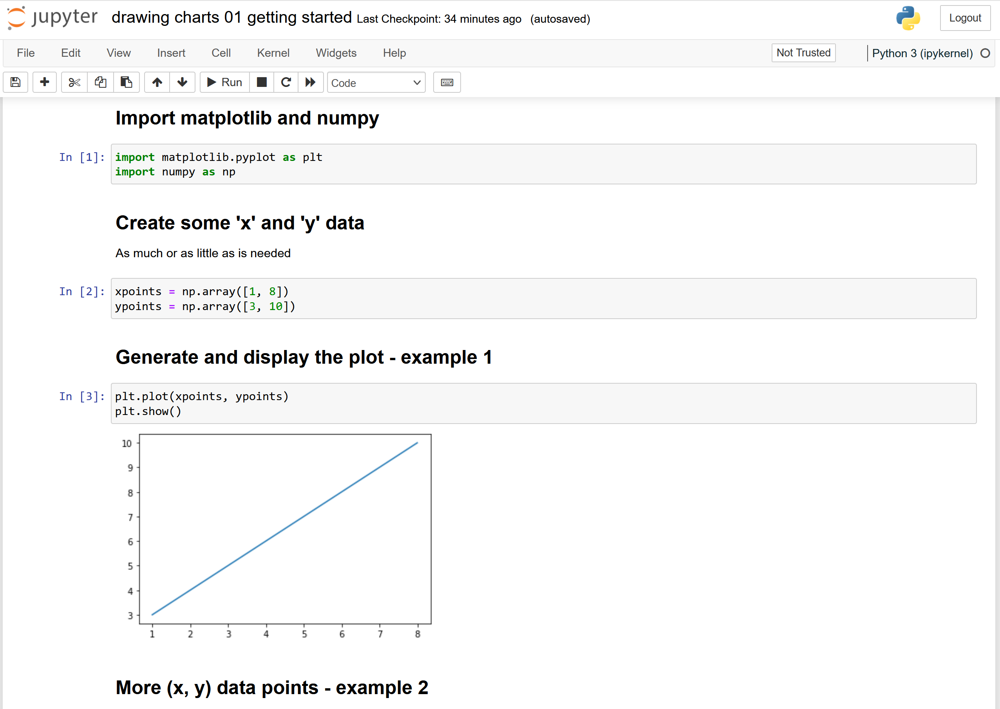 jupyter drawing charts 01 getting started Last Checkpoint: 34 minutes ago (autosaved) Logout
File Edit View Insert Cell Kernel Widgets Help Not Trusted Python 3 (ipykernel)
Run Code
Import matplotlib and numpy
In [1]: import matplotlib.pyplot as plt
import numpy as np
Create some 'x' and 'y' data
As much or as little as is needed
In [2]: xpoints = np.array([1, 8])
ypoints = np.array([3, 10])
Generate and display the plot - example 1
In [3]: plt.plot(xpoints, ypoints)
plt.show()
10
9
8
7
6
5
4
3
1 2 3 4 5 6 7 8
More (x, y) data points - example 2